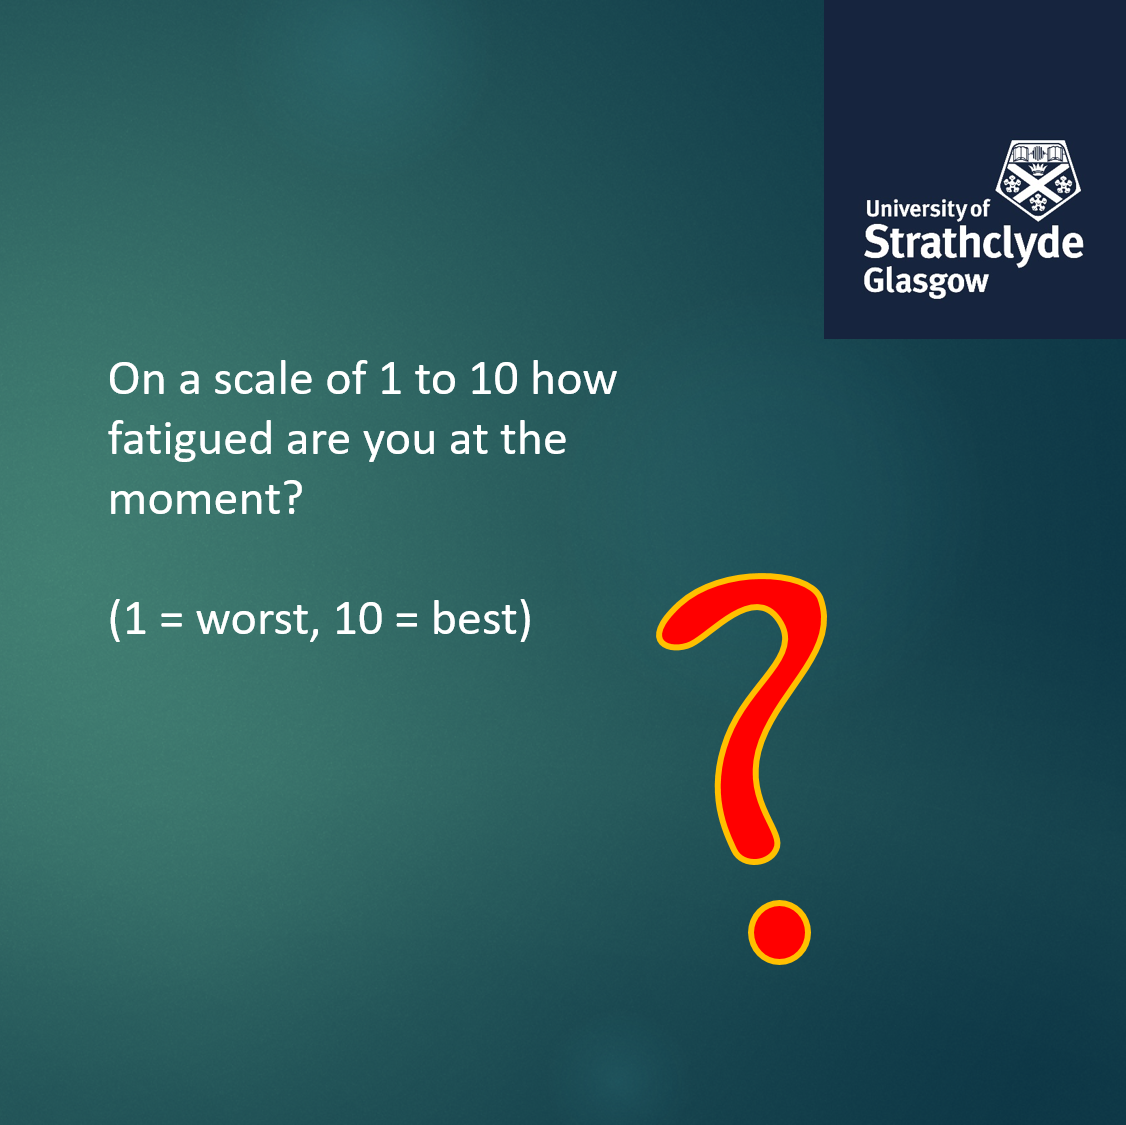 University of
Strathclyde
Glasgow
On a scale of 1 to 10 how
fatigued are you at the
moment?
(1 = worst, 10 = best)
?